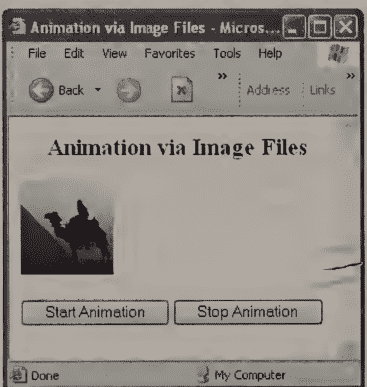 Animation via Image Files - Micros...
File Edit View Favorites Tools Help
Back » Address Links »
Animation via Image Files
Start Animation Stop Animation
Done My Computer